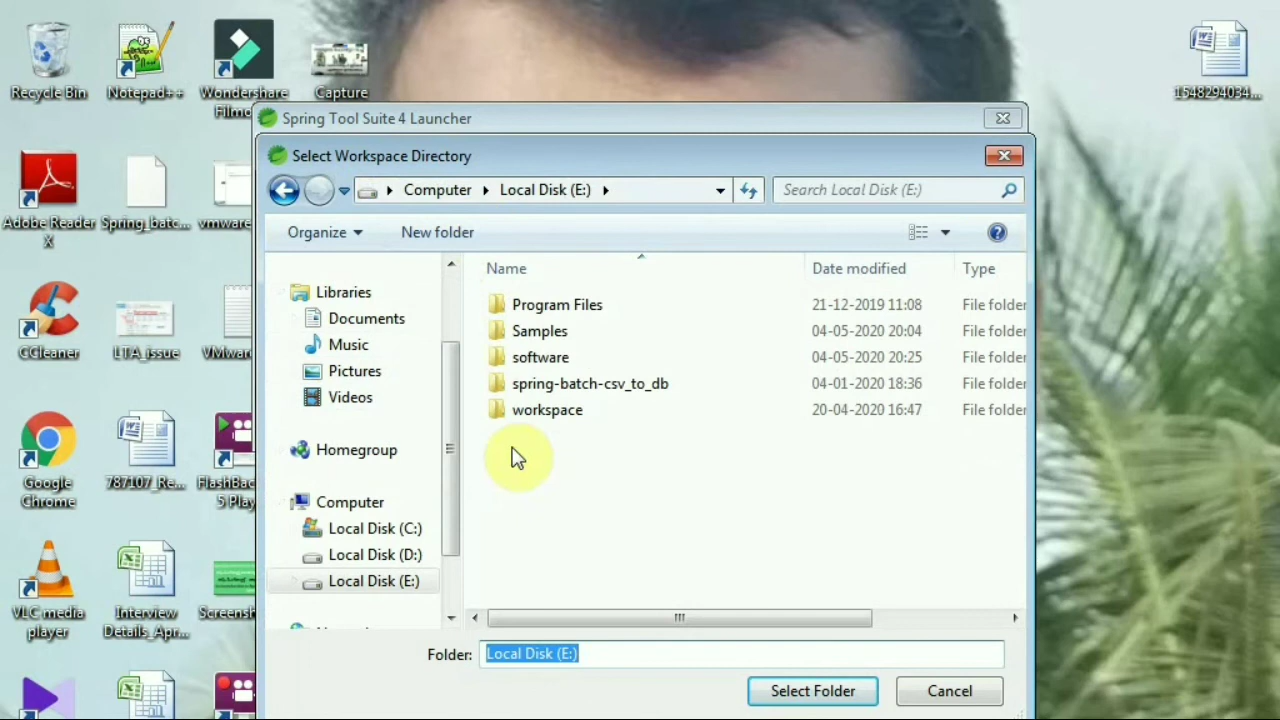 Recycle Bin
Notepad++
Wondershare
Capture
1548294034...
Adobe Reader
X
Spring_batc...
vmware
CCleaner
LTA_issue
VMware
Google
Chrome
787107_Re...
FlashBack
5 Play
VLC media
player
Interview
Details_Apr...
Screensh
Spring Tool Suite 4 Launcher
Select Workspace Directory
Computer
Local Disk (E:)
Search Local Disk (E:)
Organize
New folder
Name
Date modified
Type
Libraries
Documents
Music
Pictures
Videos
Homegroup
Computer
Local Disk (C:)
Local Disk (D:)
Local Disk (E:)
Program Files 21-12-2019 11:08 File folder
Samples 04-05-2020 20:04 File folder
software 04-05-2020 20:25 File folder
spring-batch-csv_to_db 04-01-2020 18:36 File folder
workspace 20-04-2020 16:47 File folder
Folder: Local Disk (E:)
Select Folder
Cancel